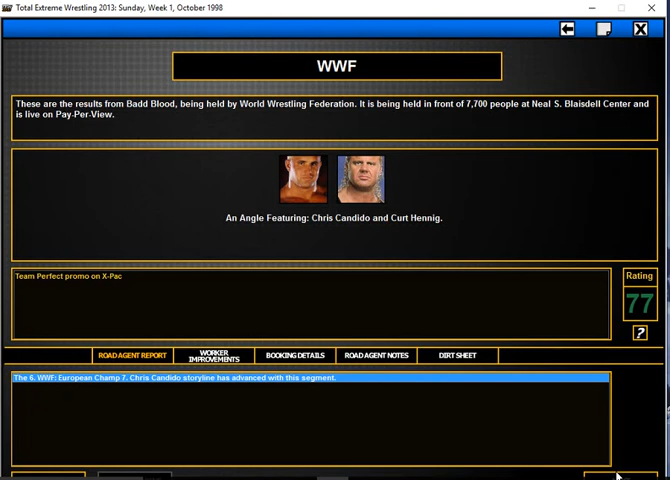 Total Extreme Wrestling 2013: Sunday, Week 1, October 1998
WWF
These are the results from Badd Blood, being held by World Wrestling Federation. It is being held in front of 7,700 people at Neal S. Blaisdell Center and
is live on Pay-Per-View.
An Angle Featuring: Chris Candido and Curt Hennig.
Team Perfect promo on X-Pac
Rating
77
?
ROAD AGENT REPORT
WORKER
IMPROVEMENTS
BOOKING DETAILS
ROAD AGENT NOTES
DIRT SHEET
The 6. WWF: European Champ 7. Chris Candido storyline has advanced with this segment.